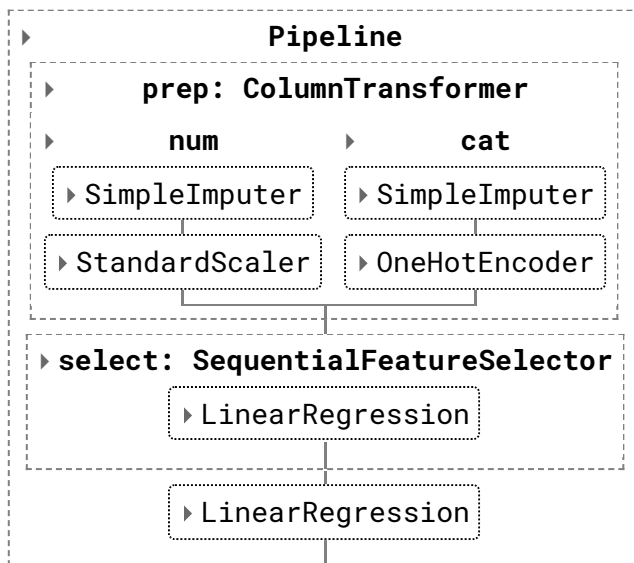 Pipeline
prep: ColumnTransformer
num cat
SimpleImputer SimpleImputer
StandardScaler OneHotEncoder
select: SequentialFeatureSelector
LinearRegression
LinearRegression